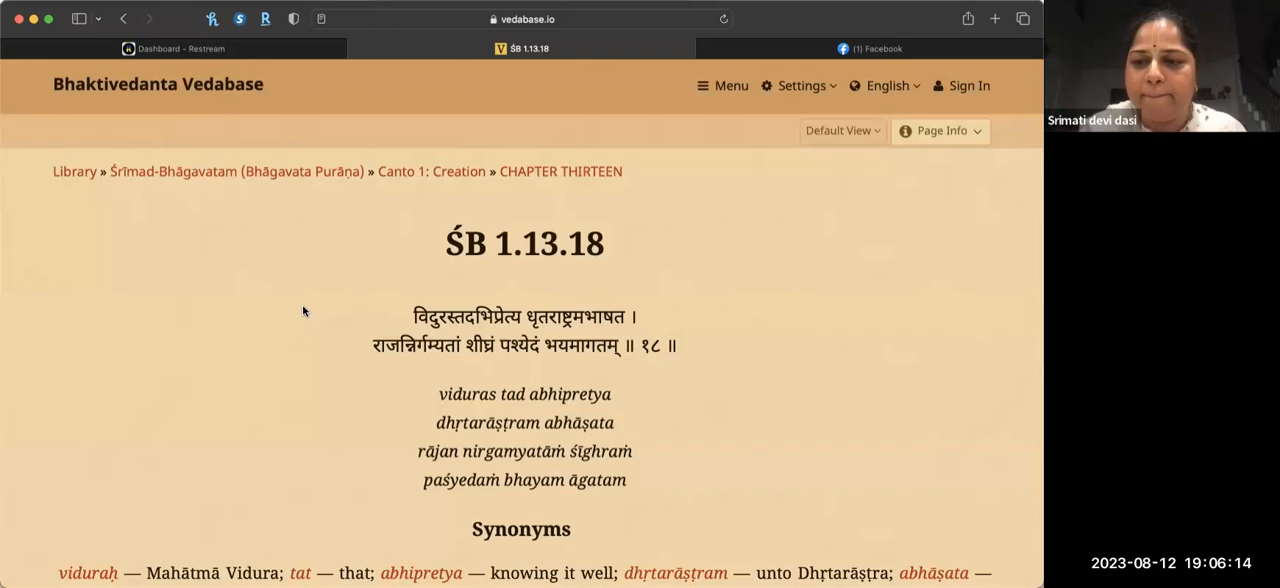 vedabase.io
Dashboard - Restream
ŚB 1.13.18
(1) Facebook
Bhaktivedanta Vedabase
Menu
Settings
English
Sign In
Default View
Page Info
Library » Śrīmad-Bhāgavatam (Bhāgavata Purāṇa) » Canto 1: Creation » CHAPTER THIRTEEN
ŚB 1.13.18
विदुरस्तदभिप्रेत्य धृतराष्ट्रमभाषत ।
राजन्निर्गम्यतां शीघ्रं पश्येदं भयमागतम् ॥ १८ ॥
viduras tad abhipretya
dhṛtarāṣṭram abhāṣata
rājan nirgamyatāṁ śīghraṁ
paśyedaṁ bhayam āgatam
Synonyms
viduraḥ — Mahātmā Vidura; tat — that; abhipretya — knowing it well; dhṛtarāṣṭram — unto Dhṛtarāṣṭra; abhāṣata —
Srimati devi dasi
2023-08-12 19:06:14